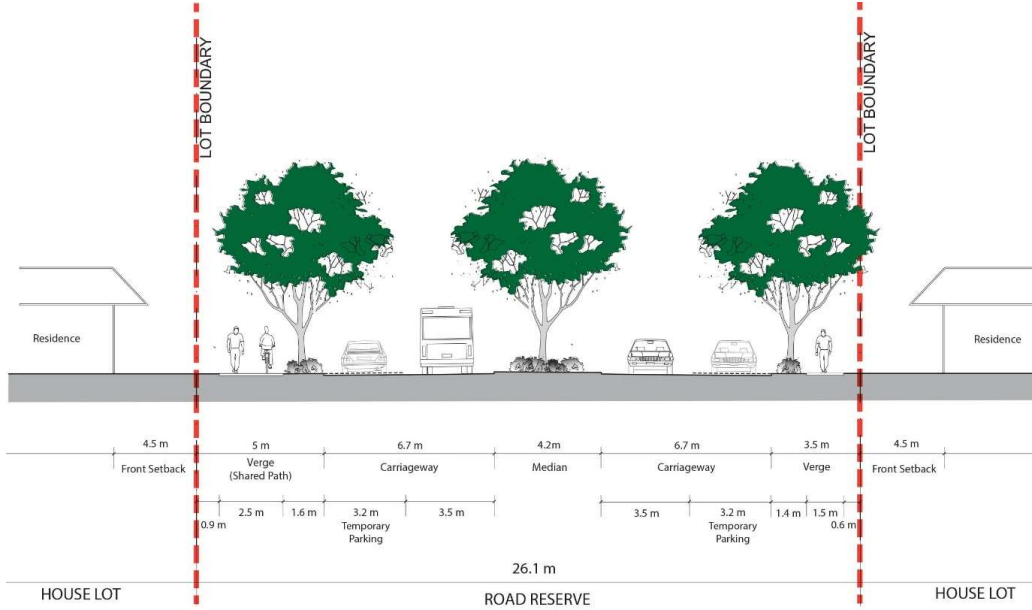 LOT BOUNDARY
LOT BOUNDARY
Residence
Residence
4.5 m
5 m
6.7 m
4.2m
6.7 m
3.5 m
4.5 m
Front Setback
Verge
(Shared Path)
Carriageway
Median
Carriageway
Verge
Front Setback
0.9 m
2.5 m
1.6 m
3.2 m
Temporary
Parking
3.5 m
3.5 m
3.2 m
Temporary
Parking
1.4 m
1.5 m
0.6 m
26.1 m
HOUSE LOT
ROAD RESERVE
HOUSE LOT